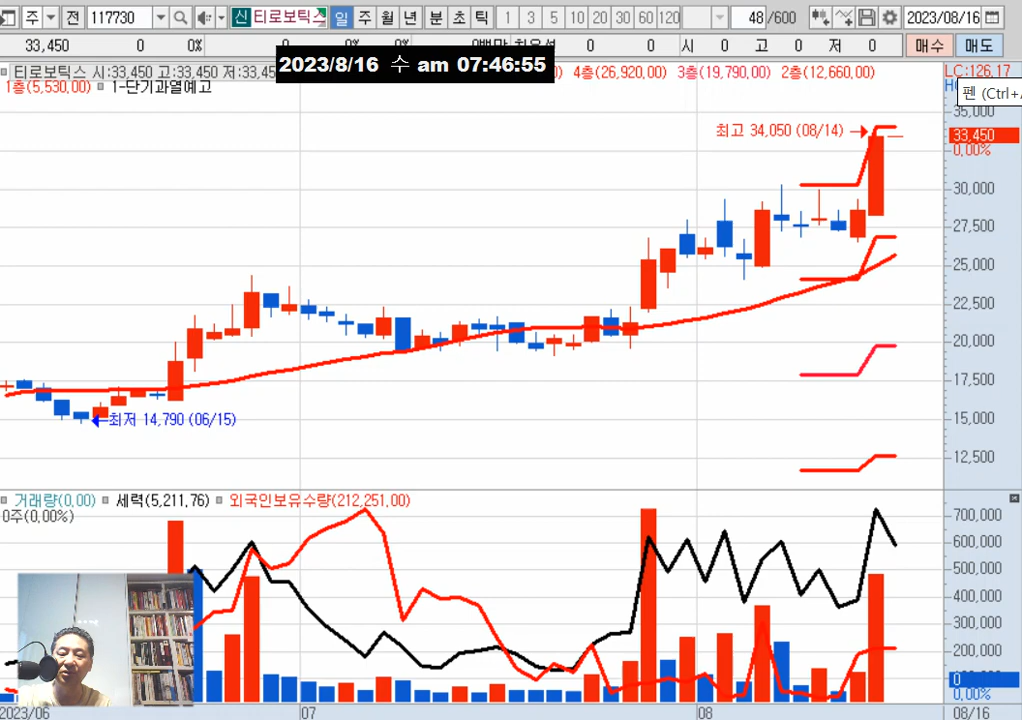 주 전 117730 신 티로보틱스 일 주 월 년 분 초 틱 1 3 5 10 20 30 60 120 48 /600 2023/08/16
33,450 0 0% 0 0% 0% 0백만 0 0 시 0 고 0 저 0 매수 매도
2023/8/16 수 am 07:46:55
티로보틱스 시:33,450 고:33,450 저:33,45 4층(26,920.00) 3층(19,790.00) 2층(12,660.00) LC:126.17
1층(5,530.00) 1-단기과열예고
펜 (Ctrl+
35,000
최고 34,050 (08/14)
33,450
0.00%
30,000
27,500
25,000
22,500
20,000
17,500
15,000
최저 14,790 (06/15)
12,500
거래량(0.00) 세력(5,211.76) 외국인보유수량(212,251.00)
0주(0.00%)
700,000
600,000
500,000
400,000
300,000
200,000
0
0.00%
2023/06 07 08 08/16